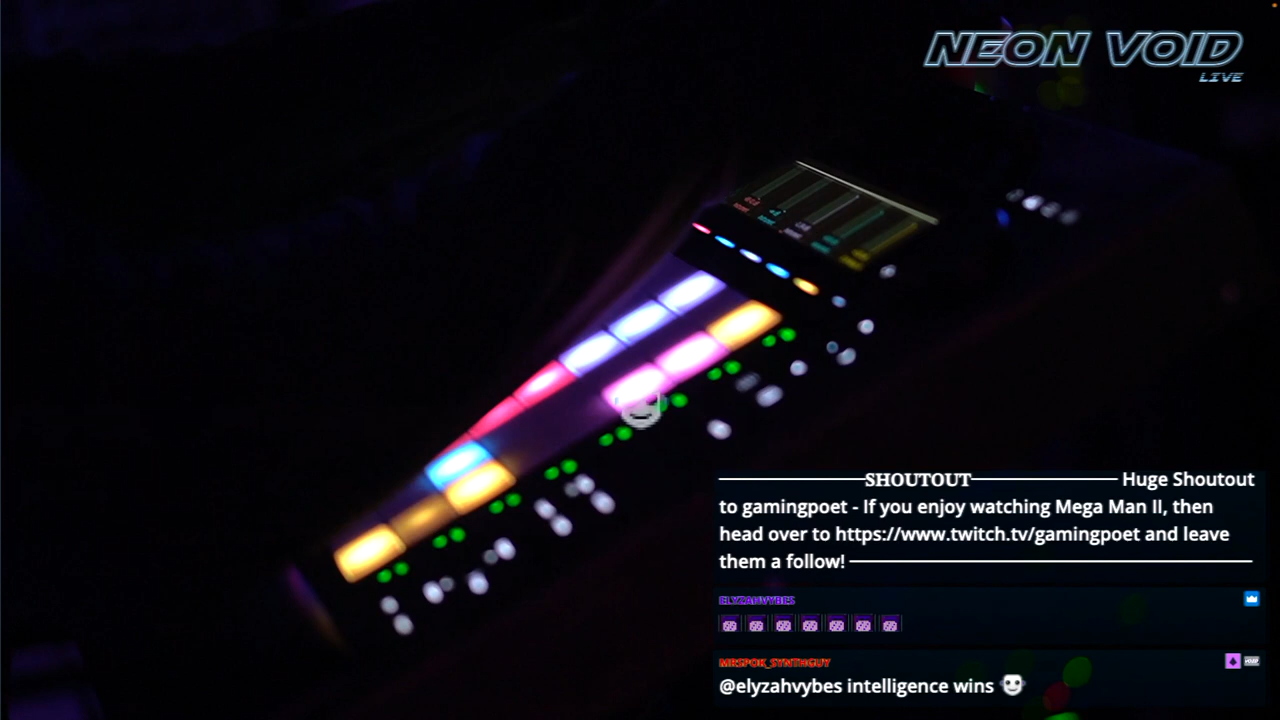 NEON VOID
LIVE
SHOUTOUT Huge Shoutout
to gamingpoet - If you enjoy watching Mega Man II, then
head over to https://www.twitch.tv/gamingpoet and leave
them a follow!
ELYZAHVYBES
MRSPOK_SYNTHGUY
@elyzahvybes intelligence wins